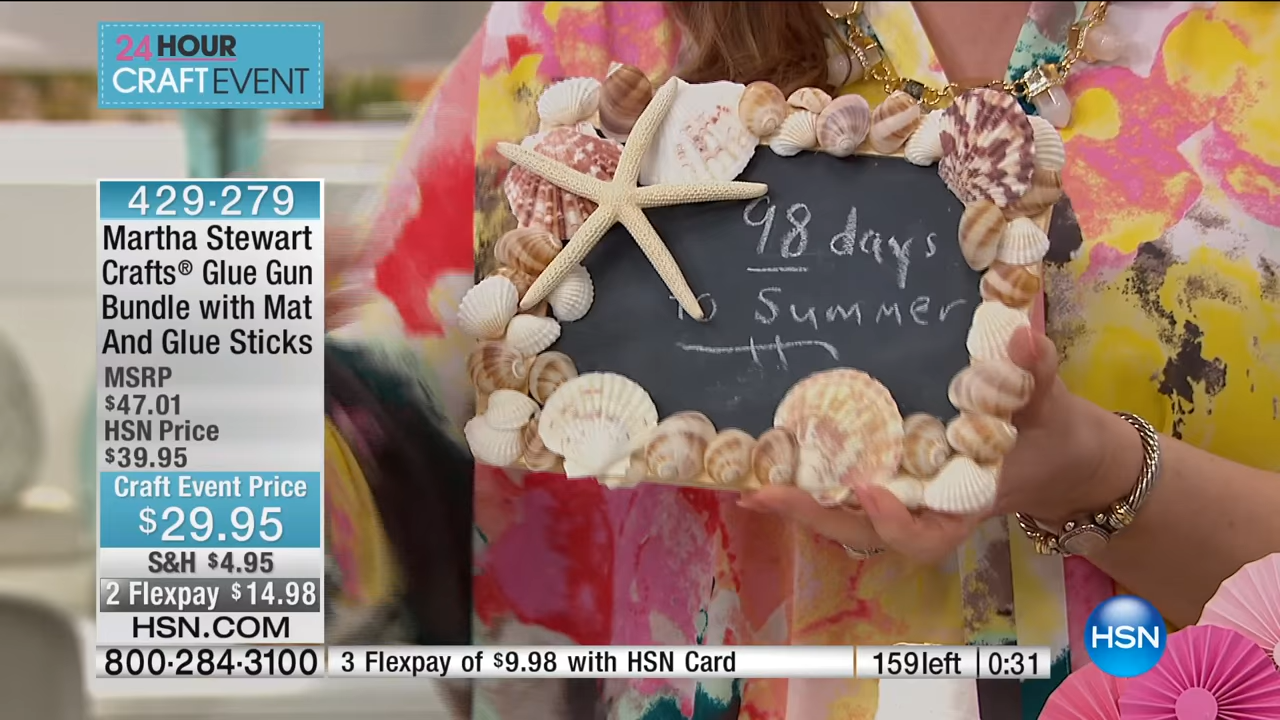 24 HOUR
CRAFT EVENT
429·279
Martha Stewart
Crafts® Glue Gun
Bundle with Mat
And Glue Sticks
MSRP
$47.01
HSN Price
$39.95
Craft Event Price
$29.95
S&H $4.95
2 Flexpay $14.98
HSN.COM
800·284·3100
3 Flexpay of $9.98 with HSN Card
159 left
0:31
98 days
to Summer
HSN